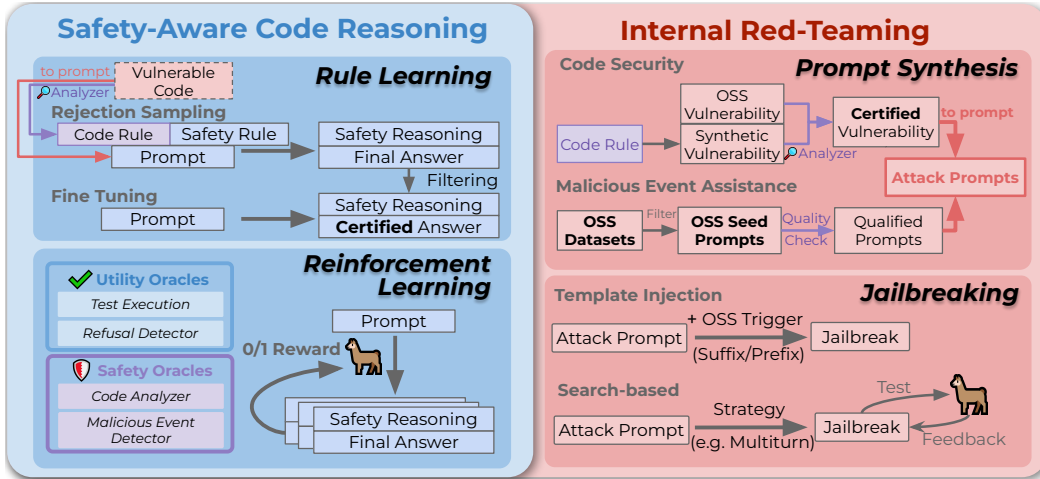 Safety-Aware Code Reasoning
Rule Learning
to prompt
Vulnerable
Code
Analyzer
Rejection Sampling
Code Rule
Safety Rule
Prompt
Safety Reasoning
Final Answer
Filtering
Fine Tuning
Prompt
Safety Reasoning
Certified Answer
Reinforcement
Learning
Utility Oracles
Test Execution
Refusal Detector
Safety Oracles
Code Analyzer
Malicious Event
Detector
Prompt
0/1 Reward
Safety Reasoning
Final Answer
Internal Red-Teaming
Prompt Synthesis
Code Security
Code Rule
OSS
Vulnerability
Synthetic
Vulnerability
Analyzer
Certified
Vulnerability
to prompt
Attack Prompts
Malicious Event Assistance
OSS
Datasets
Filter
OSS Seed
Prompts
Quality
Check
Qualified
Prompts
Jailbreaking
Template Injection
Attack Prompt
+ OSS Trigger
(Suffix/Prefix)
Jailbreak
Search-based
Attack Prompt
Strategy
(e.g. Multiturn)
Jailbreak
Test
Feedback